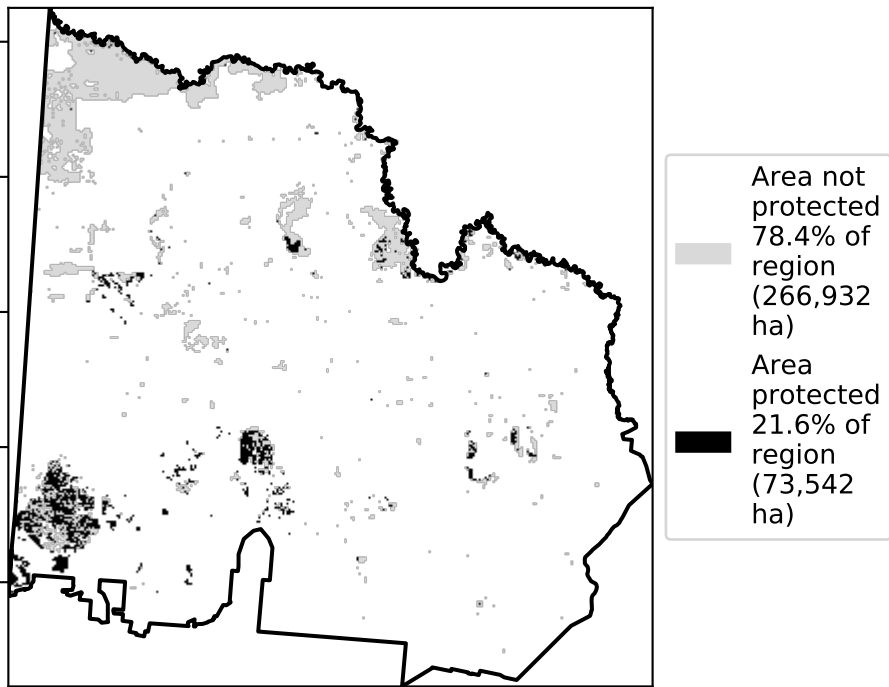 Area not
protected
78.4% of
region
(266,932
ha)
Area
protected
21.6% of
region
(73,542
ha)